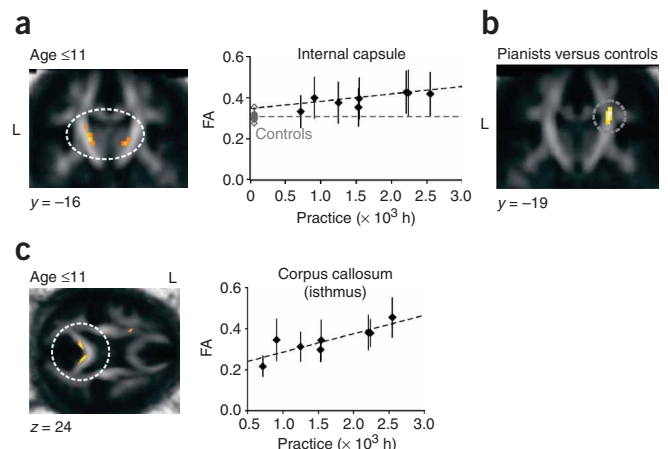 a
Age ≤11
L
y = –16
Internal capsule
FA
0.6
0.4
0.2
0.0
Controls
0 0.5 1.0 1.5 2.0 2.5 3.0
Practice (× 10³ h)
b
Pianists versus controls
L
y = –19
c
Age ≤11 L
z = 24
Corpus callosum
(isthmus)
FA
0.6
0.4
0.2
0.0
0.5 1.0 1.5 2.0 2.5 3.0
Practice (× 10³ h)